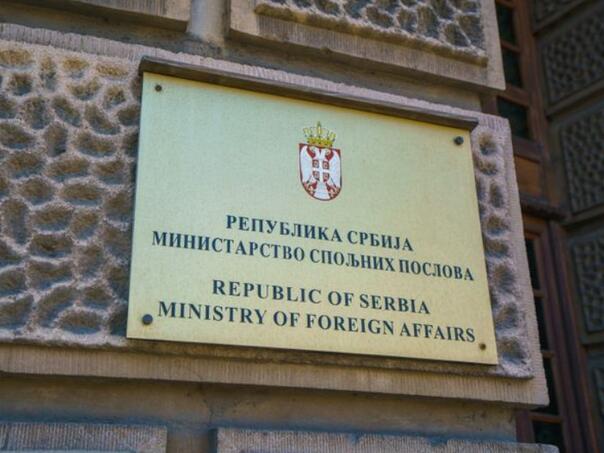 РЕПУБЛИКА СРБИЈА
МИНИСТАРСТВО СПОЉНИХ ПОСЛОВА
REPUBLIC OF SERBIA
MINISTRY OF FOREIGN AFFAIRS